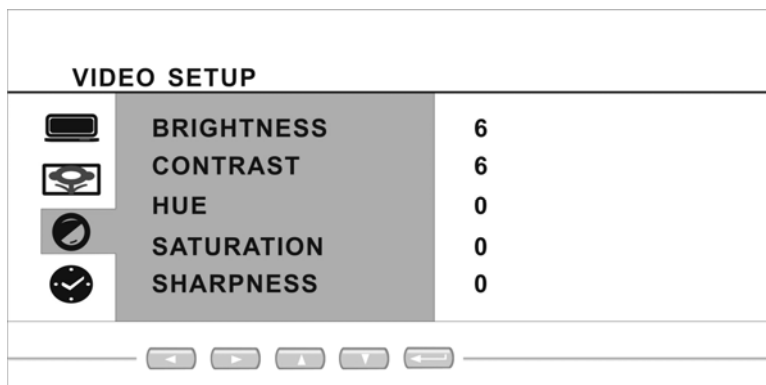 VIDEO SETUP
BRIGHTNESS 6
CONTRAST 6
HUE 0
SATURATION 0
SHARPNESS 0